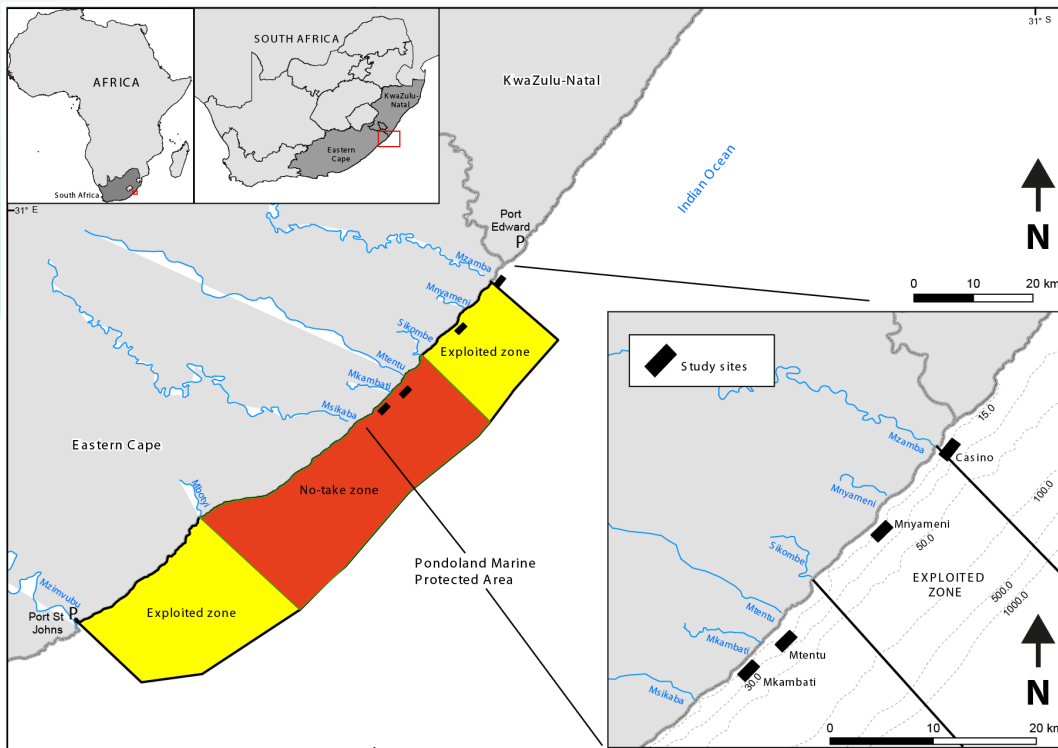 AFRICA
South Africa
SOUTH AFRICA
KwaZulu-
Natal
Eastern
Cape
31° S
KwaZulu-Natal
Indian Ocean
N
0 10 20 km
31° E
Port
Edward
P
Mzamba
Mnyameni
Sikombe
Mtentu
Mkambati
Msikaba
Exploited zone
Eastern Cape
No-take zone
Mbotyi
Pondoland Marine
Protected Area
Mzimvubu
P
Port St
Johns
Exploited zone
Study sites
15.0
Mzamba
Casino
100.0
Mnyameni
Mnyameni
50.0
Sikombe
EXPLOITED
ZONE
500.0
1000.0
Mtentu
Mtentu
Mkambati
Mkambati
30.0
Msikaba
N
0 10 20 km